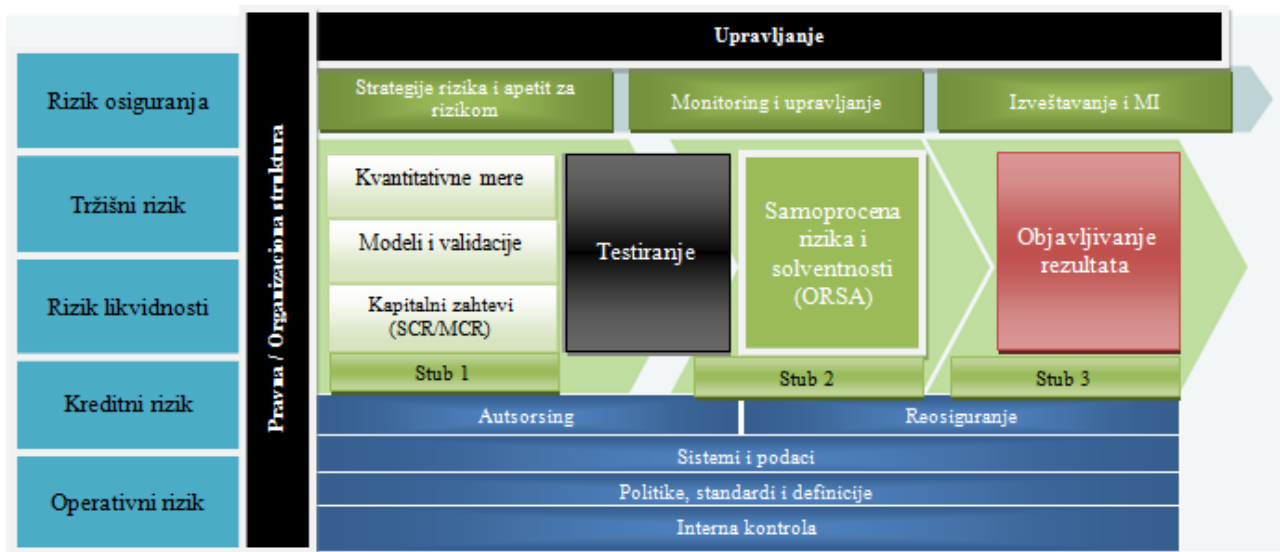 Upravljanje
Rizik osiguranja
Tržišni rizik
Rizik likvidnosti
Kreditni rizik
Operativni rizik
Pravna / Organizaciona struktura
Strategije rizika i apetit za
rizikom
Monitoring i upravljanje
Izveštavanje i MI
Kvantitativne mere
Modeli i validacije
Kapitalni zahtevi
(SCR/MCR)
Stub 1
Testiranje
Samoprocena
rizika i
solventnosti
(ORSA)
Stub 2
Objavljivanje
rezultata
Stub 3
Autsorsing
Reosiguranje
Sistemi i podaci
Politike, standardi i definicije
Interna kontrola